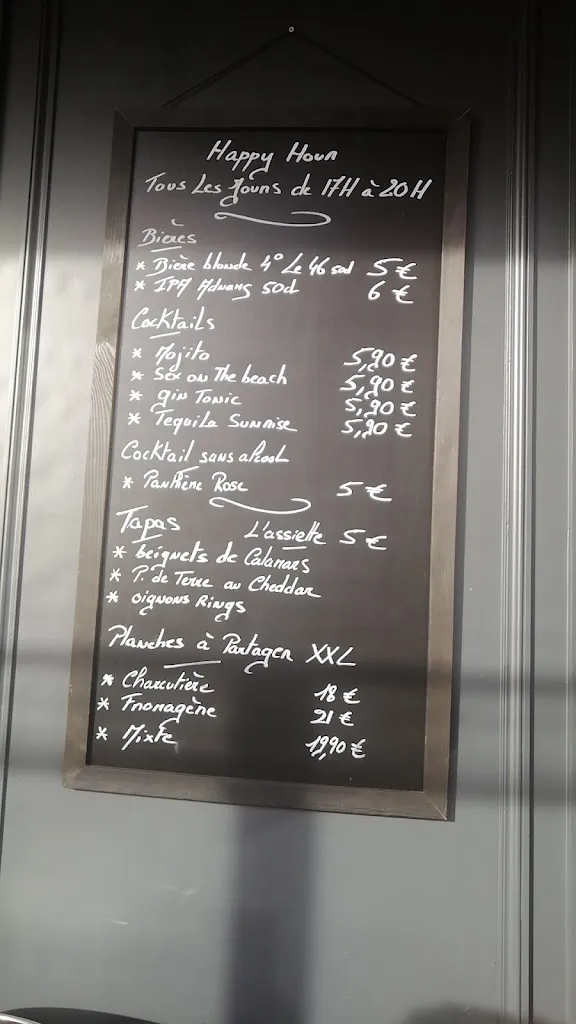 Happy Hour
Tous Les Jours de 17H à 20H
Bières
* Bière blonde 4° Le 46 50d 5 €
* IPA 50cl 6 €
Cocktails
* Mojito 5,90 €
* Sex on The beach 5,90 €
* gin Tonic 5,90 €
* Tequila Sunrise 5,90 €
Cocktail sans alcool
* Panthère Rose 5 €
Tapas L'assiette 5 €
* beignets de Calamars
* P. de Terre au Cheddar
* oignons Rings
Planches à Partager XXL
* Charcutière 18 €
* Fromagère 21 €
* Mixte 19,90 €